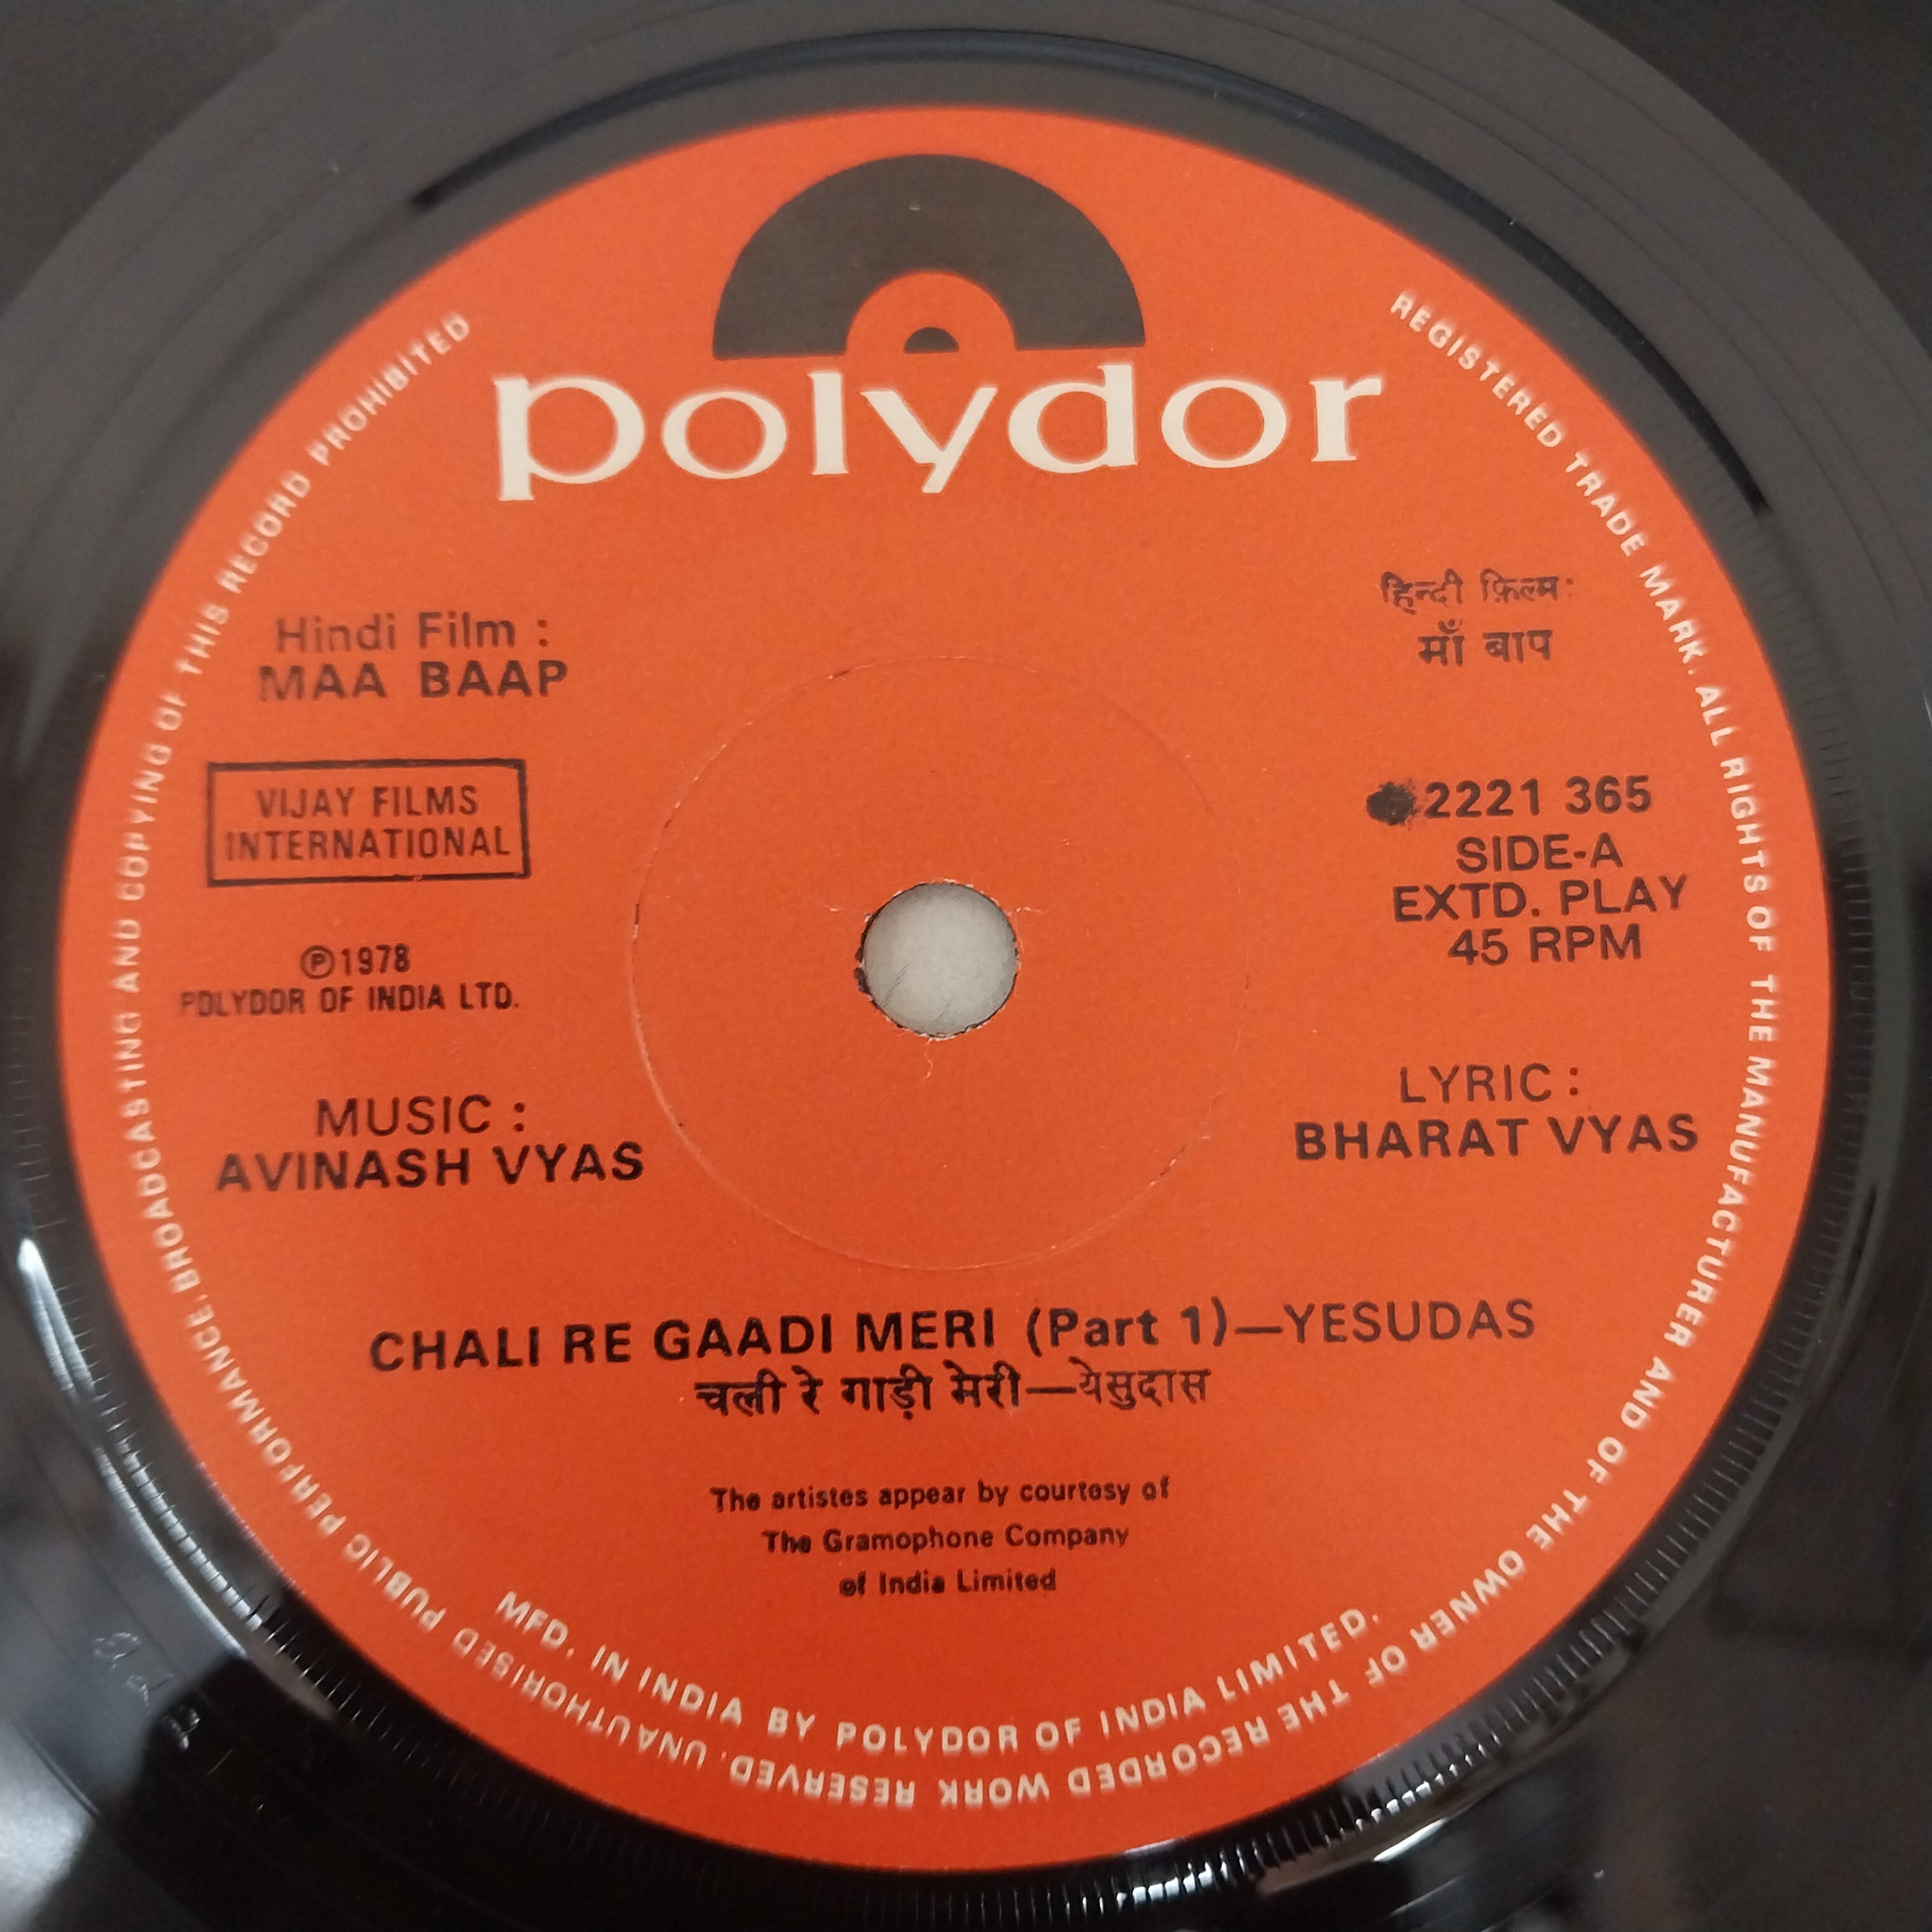 polydor
Hindi Film :
MAA BAAP
हिन्दी फ़िल्म:
माँ बाप
VIJAY FILMS
INTERNATIONAL
2221 365
SIDE-A
EXTD. PLAY
45 RPM
Ⓟ1978
POLYDOR OF INDIA LTD.
MUSIC :
AVINASH VYAS
LYRIC :
BHARAT VYAS
CHALI RE GAADI MERI (Part 1)—YESUDAS
चली रे गाड़ी मेरी—येसुदास
The artistes appear by courtesy of
The Gramophone Company
of India Limited
MFD. IN INDIA BY POLYDOR OF INDIA LIMITED.
REGISTERED TRADE MARK. ALL RIGHTS OF THE MANUFACTURER AND OF THE OWNER OF THE RECORDED WORK RESERVED. UNAUTHORISED PUBLIC PERFORMANCE. BROADCASTING AND COPYING OF THIS RECORD PROHIBITED